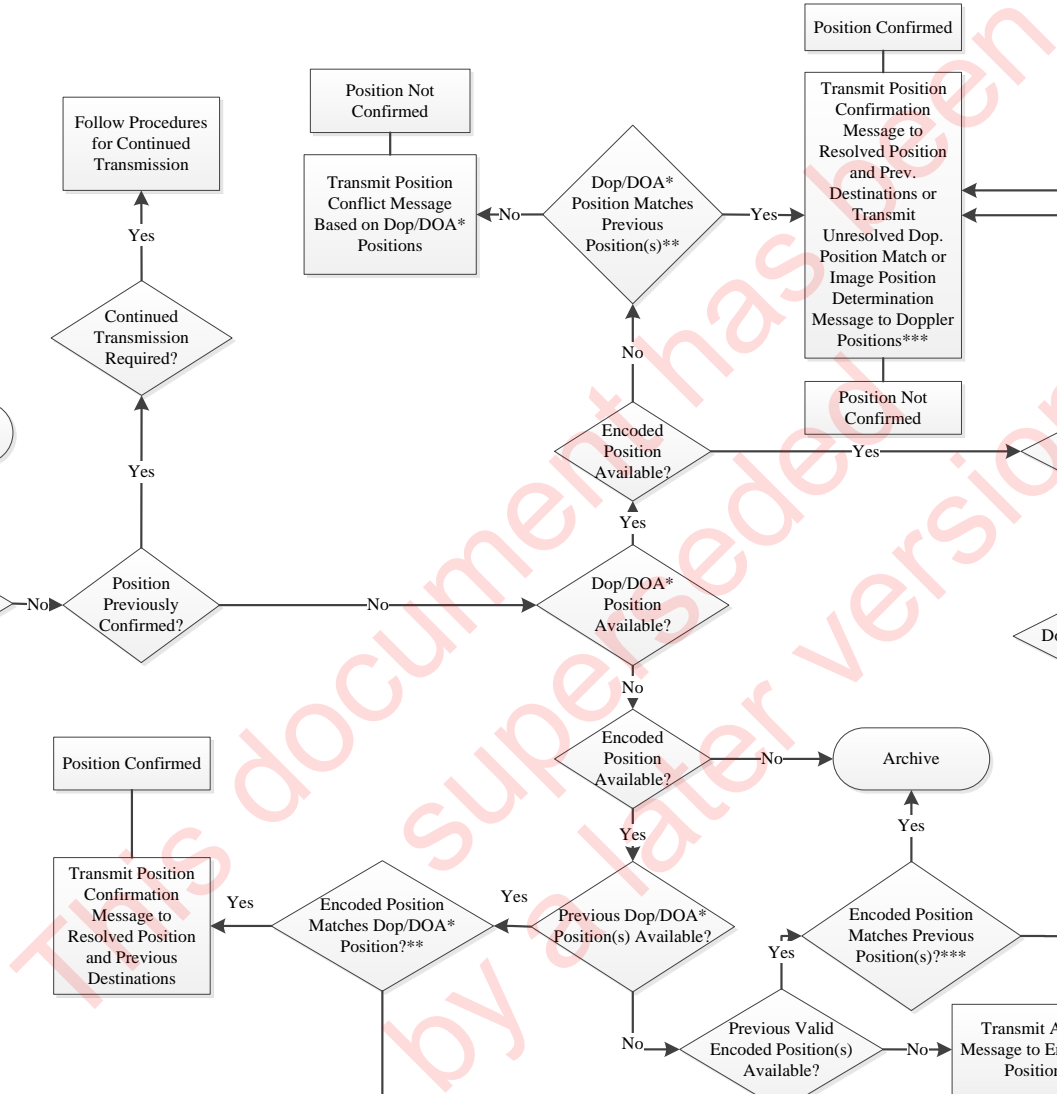 Position Confirmed
Transmit Position
Confirmation
Message to
Resolved Position
and Prev.
Destinations or
Transmit
Unresolved Dop.
Position Match or
Image Position
Determination
Message to Doppler
Positions***
Position Not
Confirmed
Position Not
Confirmed
Transmit Position
Conflict Message
Based on Dop/DOA*
Positions
No
Dop/DOA*
Position Matches
Previous
Position(s)**
Yes
Follow Procedures
for Continued
Transmission
Yes
Continued
Transmission
Required?
Yes
No
Encoded
Position
Available?
Yes
Yes
No
Position
Previously
Confirmed?
No
Dop/DOA*
Position
Available?
No
Encoded
Position
Available?
No
Archive
Yes
Yes
Position Confirmed
Transmit Position
Confirmation
Message to
Resolved Position
and Previous
Destinations
Yes
Encoded Position
Matches Dop/DOA*
Position?**
Yes
Previous Dop/DOA*
Position(s) Available?
Encoded Position
Matches Previous
Position(s)?***
Yes
No
Previous Valid
Encoded Position(s)
Available?
No
Transmit
Message to
Position
This document has been
superseded
by a later version